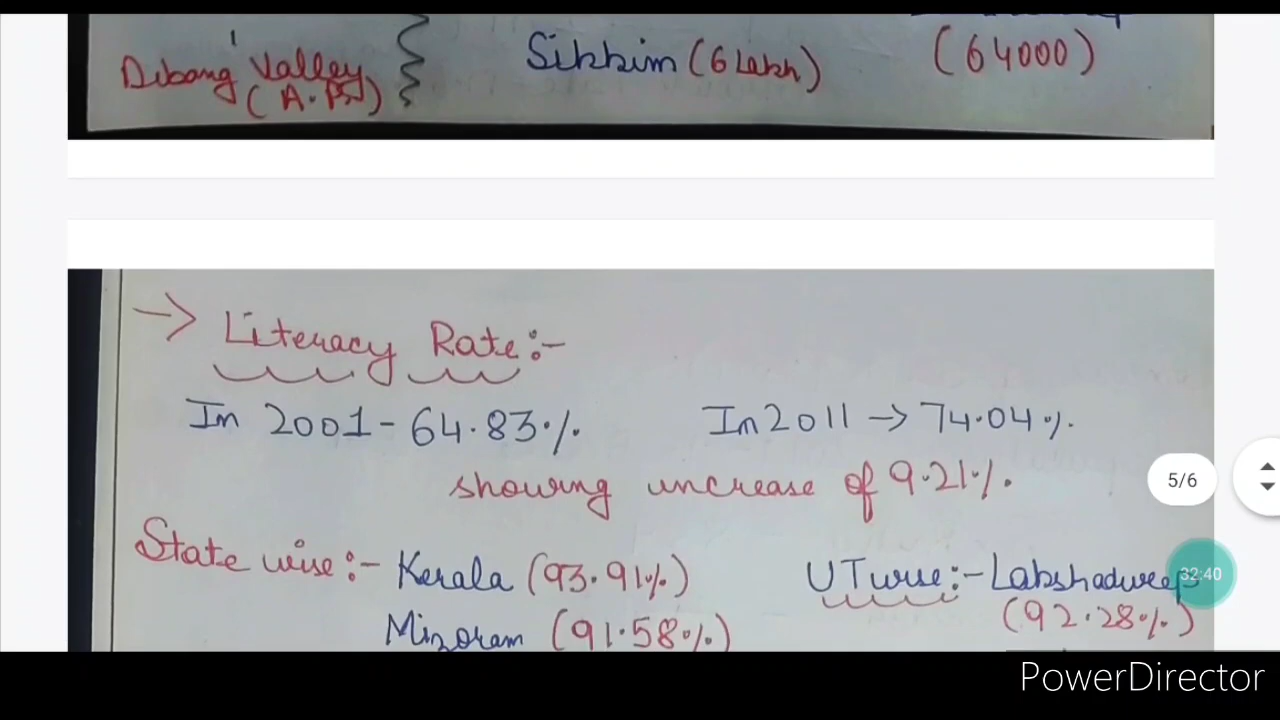 Dibang Valley
(A.P)
Sikkim (6 Lakh)
(64000)
→ Literacy Rate:-
In 2001 - 64.83%
In 2011 → 74.04%.
showing increase of 9.21%.
State wise:- Kerala (93.91%)
UT wise:- Lakshadweep
(92.28%)
Mizoram (91.58%)
5/6
32:40
PowerDirector